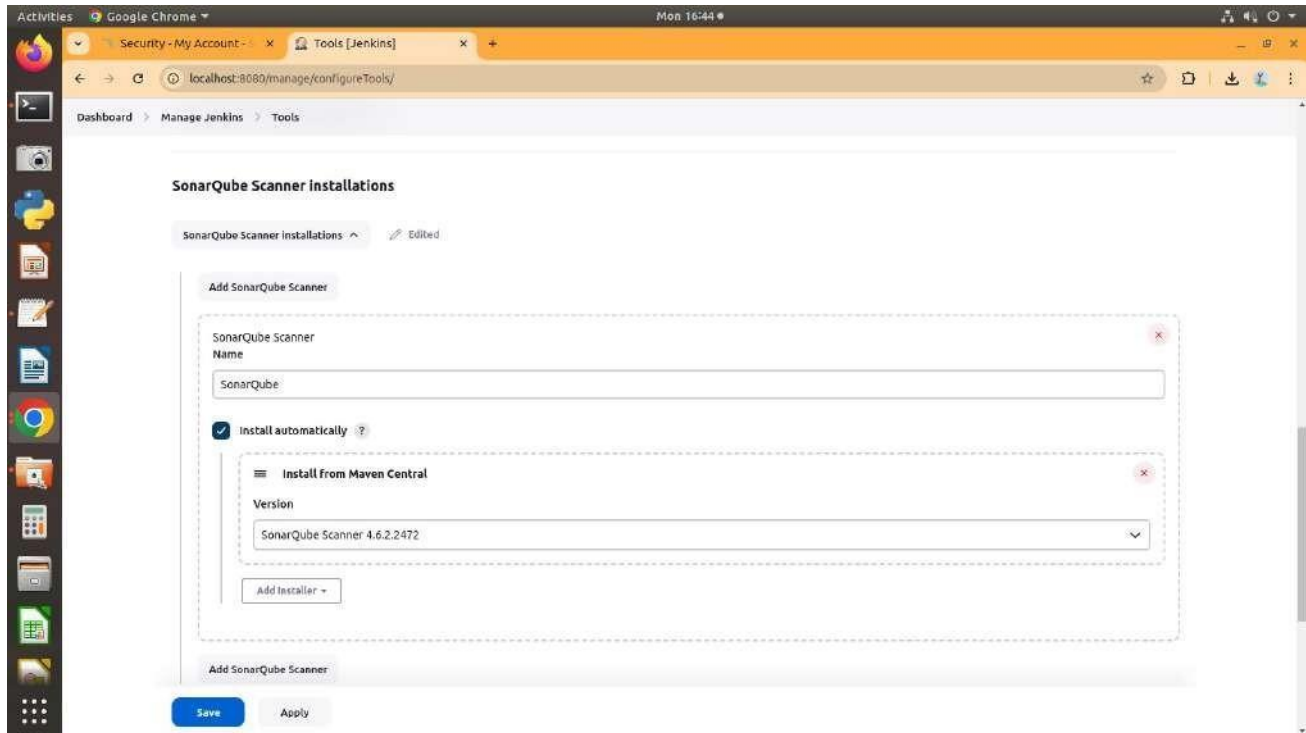 Activities Google Chrome Mon 16:44
Security - My Account - Tools [Jenkins]
localhost:8080/manage/configureTools/
Dashboard > Manage Jenkins > Tools
SonarQube Scanner installations
SonarQube Scanner installations Edited
Add SonarQube Scanner
SonarQube Scanner
Name
SonarQube
Install automatically ?
Install from Maven Central
Version
SonarQube Scanner 4.6.2.2472
Add Installer
Add SonarQube Scanner
Save Apply